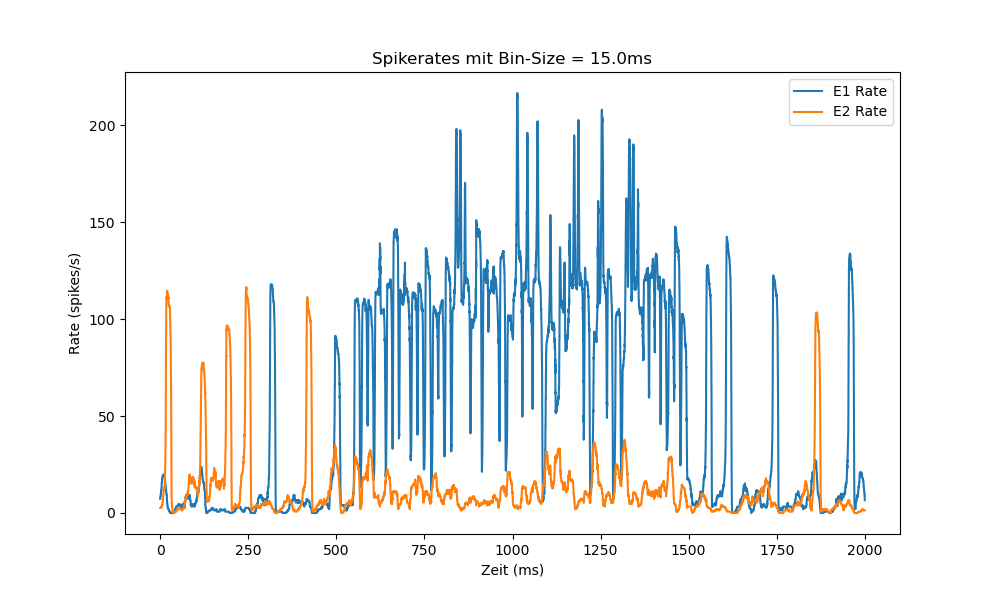 Spikerates mit Bin-Size = 15.0ms
E1 Rate
E2 Rate
200
150
100
50
0
Rate (spikes/s)
0 250 500 750 1000 1250 1500 1750 2000
Zeit (ms)